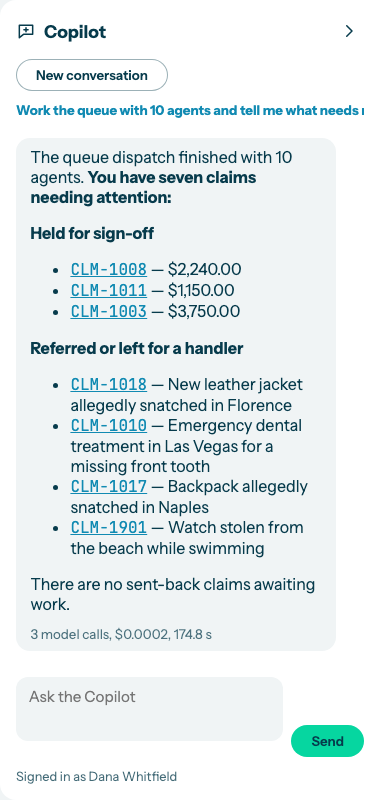 Copilot
New conversation
Work the queue with 10 agents and tell me what needs
The queue dispatch finished with 10
agents. You have seven claims
needing attention:
Held for sign-off
• CLM-1008 — $2,240.00
• CLM-1011 — $1,150.00
• CLM-1003 — $3,750.00
Referred or left for a handler
• CLM-1018 — New leather jacket
allegedly snatched in Florence
• CLM-1010 — Emergency dental
treatment in Las Vegas for a
missing front tooth
• CLM-1017 — Backpack allegedly
snatched in Naples
• CLM-1901 — Watch stolen from
the beach while swimming
There are no sent-back claims awaiting
work.
3 model calls, $0.0002, 174.8 s
Ask the Copilot
Send
Signed in as Dana Whitfield